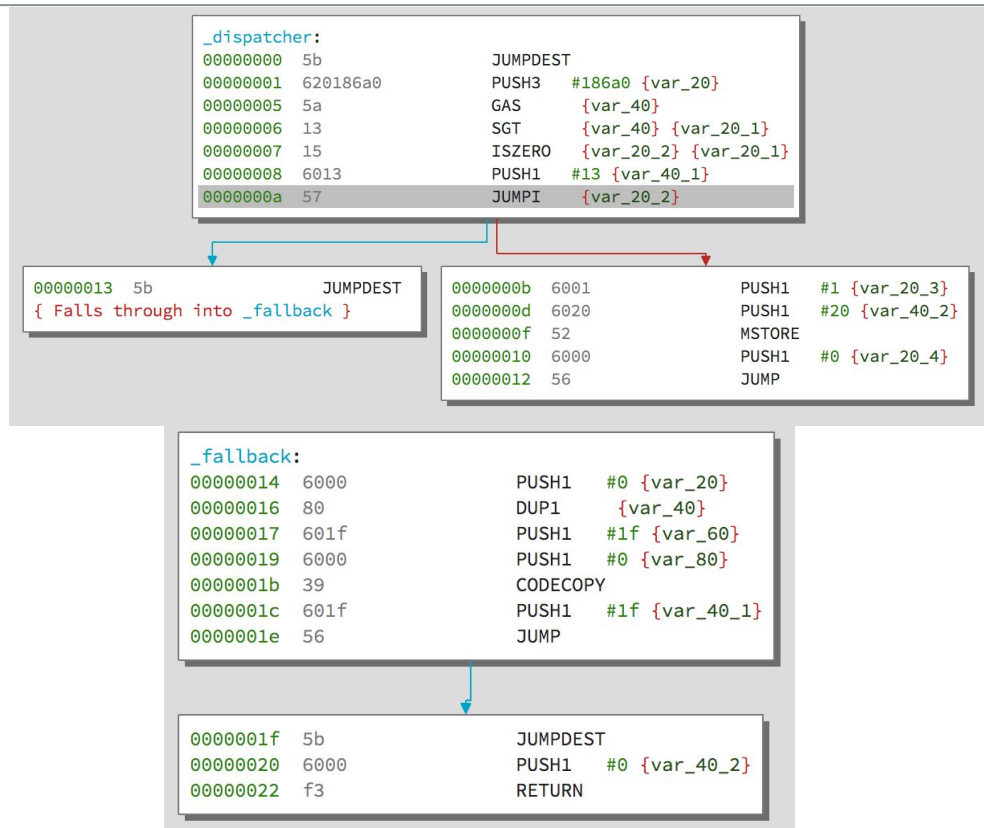 _dispatcher:
00000000 5b JUMPDEST
00000001 620186a0 PUSH3 #186a0 {var_20}
00000005 5a GAS {var_40}
00000006 13 SGT {var_40} {var_20_1}
00000007 15 ISZERO {var_20_2} {var_20_1}
00000008 6013 PUSH1 #13 {var_40_1}
0000000a 57 JUMPI {var_20_2}
00000013 5b JUMPDEST
{ Falls through into _fallback }
0000000b 6001 PUSH1 #1 {var_20_3}
0000000d 6020 PUSH1 #20 {var_40_2}
0000000f 52 MSTORE
00000010 6000 PUSH1 #0 {var_20_4}
00000012 56 JUMP
_fallback:
00000014 6000 PUSH1 #0 {var_20}
00000016 80 DUP1 {var_40}
00000017 601f PUSH1 #1f {var_60}
00000019 6000 PUSH1 #0 {var_80}
0000001b 39 CODECOPY
0000001c 601f PUSH1 #1f {var_40_1}
0000001e 56 JUMP
0000001f 5b JUMPDEST
00000020 6000 PUSH1 #0 {var_40_2}
00000022 f3 RETURN